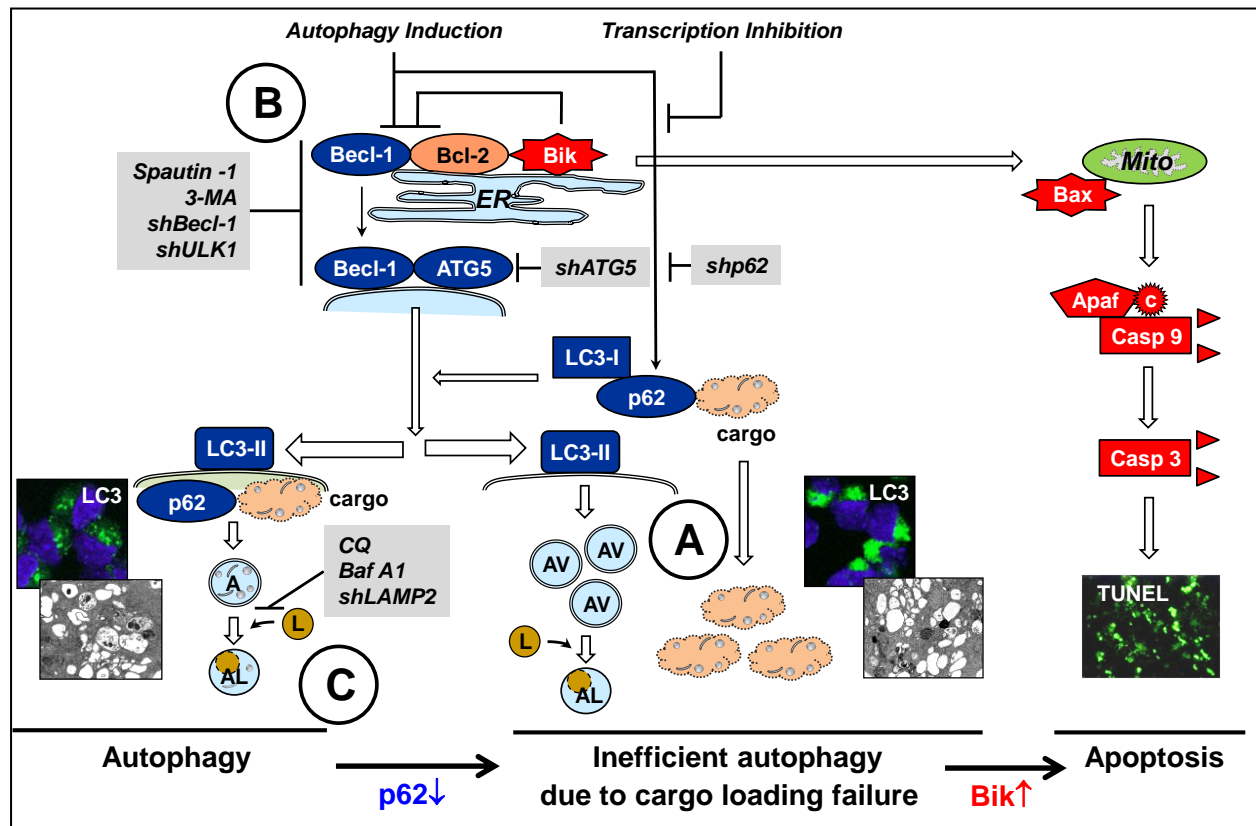 Autophagy Induction
Transcription Inhibition
B
Becl-1
Bcl-2
Bik
Mito
Bax
Spautin -1
3-MA
shBecl-1
shULK1
ER
Becl-1
ATG5
shATG5
shp62
Apaf
c
Casp 9
LC3-I
p62
cargo
LC3-II
LC3-II
Casp 3
LC3
p62
cargo
A
LC3
CQ
Baf A1
shLAMP2
A
AV
AV
AV
TUNEL
L
L
AL
C
AL
Autophagy
Inefficient autophagy
due to cargo loading failure
Apoptosis
p62↓
Bik↑